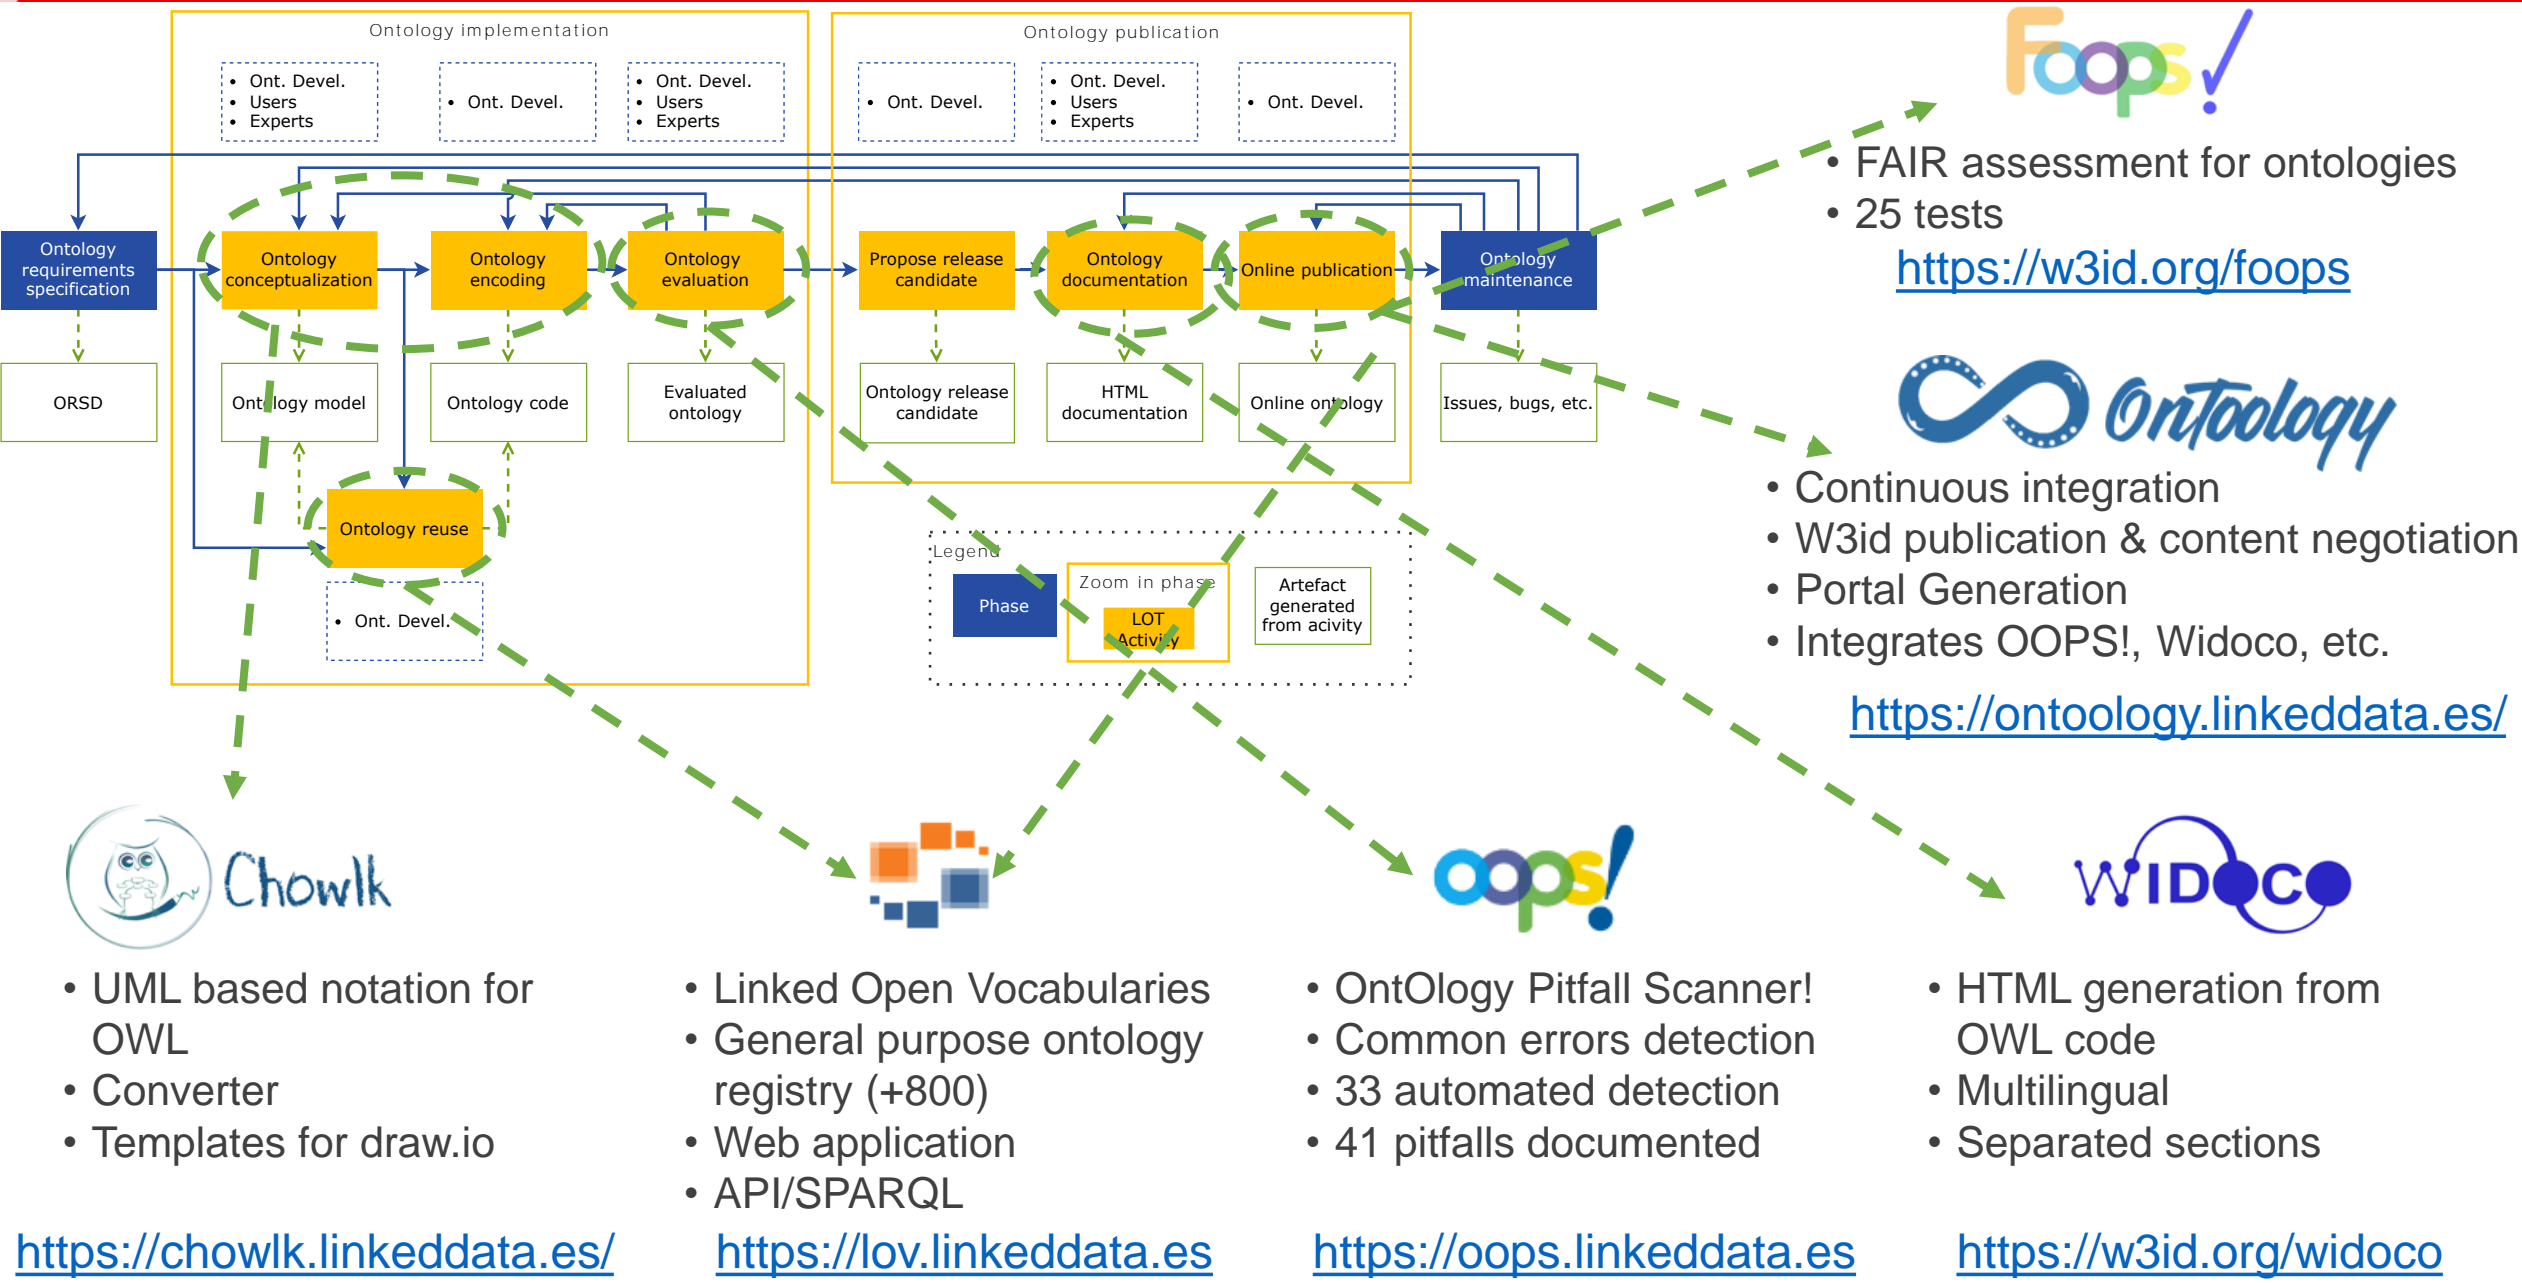 Ontology implementation
• Ont. Devel.
• Users
• Experts
• Ont. Devel.
• Ont. Devel.
• Users
• Experts
Ontology publication
• Ont. Devel.
• Ont. Devel.
• Users
• Experts
• Ont. Devel.
Ontology
requirements
specification
Ontology
conceptualization
Ontology
encoding
Ontology
evaluation
Propose release
candidate
Ontology
documentation
Online publication
Ontology
maintenance
ORSD
Ontology model
Ontology code
Evaluated
ontology
Ontology release
candidate
HTML
documentation
Online ontology
Issues, bugs, etc.
Ontology reuse
• Ont. Devel.
Legend
Phase
Zoom in phase
LOT
Activity
Artefact
generated
from acivity
Foops!
• FAIR assessment for ontologies
• 25 tests
https://w3id.org/foops
OnToology
• Continuous integration
• W3id publication & content negotiation
• Portal Generation
• Integrates OOPS!, Widoco, etc.
https://ontoology.linkeddata.es/
Chowlk
• UML based notation for
OWL
• Converter
• Templates for draw.io
https://chowlk.linkeddata.es/
• Linked Open Vocabularies
• General purpose ontology
registry (+800)
• Web application
• API/SPARQL
https://lov.linkeddata.es
oops!
• OntOlogy Pitfall Scanner!
• Common errors detection
• 33 automated detection
• 41 pitfalls documented
https://oops.linkeddata.es
WIDOCO
• HTML generation from
OWL code
• Multilingual
• Separated sections
https://w3id.org/widoco